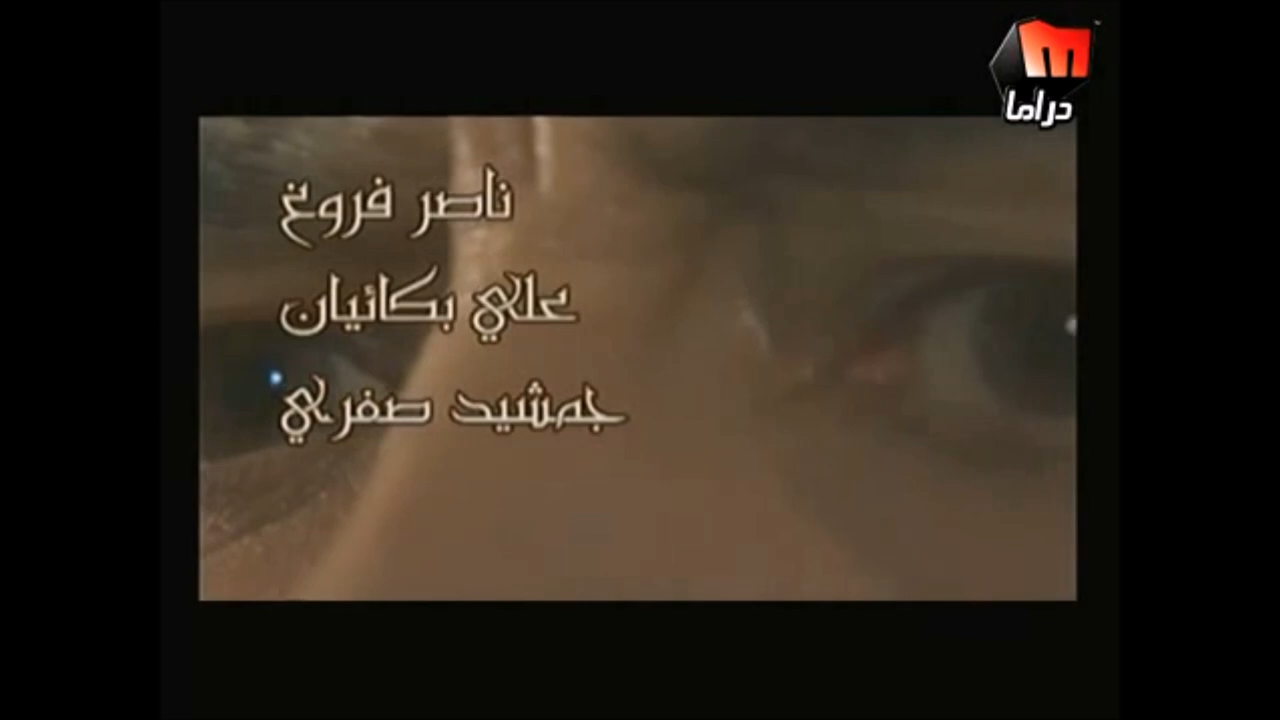 m
دراما
ناصر فروغ
علي بكائيان
جمشيد صفري